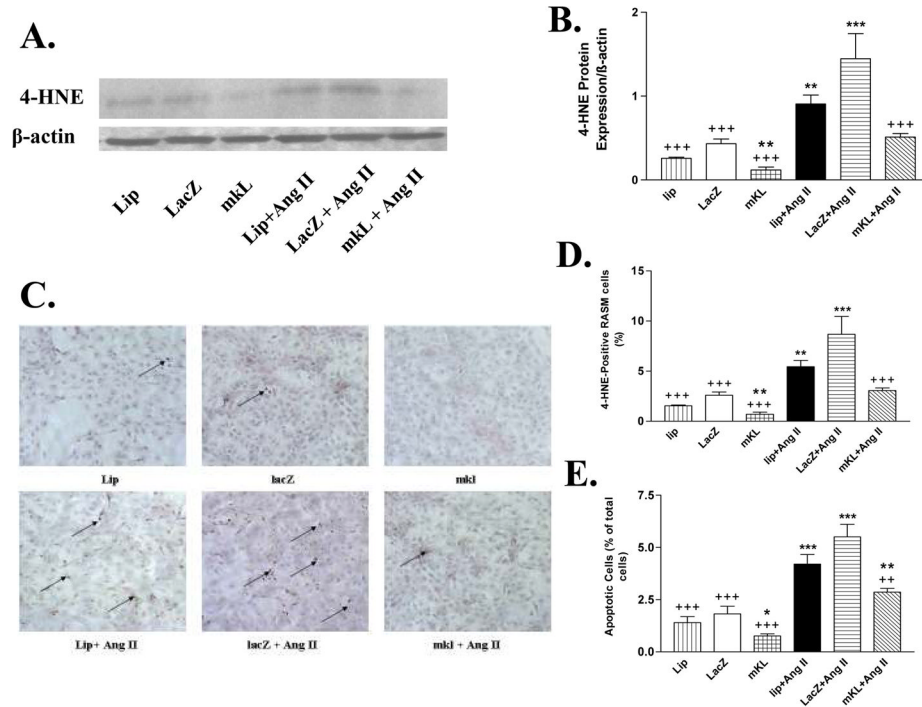 A.
4-HNE
β-actin
Lip
LacZ
mkL
Lip+Ang II
LacZ + Ang II
mkL + Ang II
B.
4-HNE Protein
Expression/ß-actin
2
1
0
+++
+++
**
+++
**
***
+++
lip
LacZ
mKL
lip+Ang II
LacZ+Ang II
mKL+Ang II
C.
Lip
lacZ
mkl
Lip+ Ang II
lacZ + Ang II
mkl + Ang II
D.
4-HNE-Positive RASM cells
(%)
15
10
5
0
+++
+++
**
+++
**
***
+++
lip
LacZ
mKL
lip+Ang II
LacZ+Ang II
mKL+Ang II
E.
Apoptotic Cells (% of total
cells)
7.5
5.0
2.5
0.0
+++
+++
*
+++
***
***
**
++
Lip
LacZ
mKL
lip+Ang II
LacZ+Ang II
mKL+Ang II